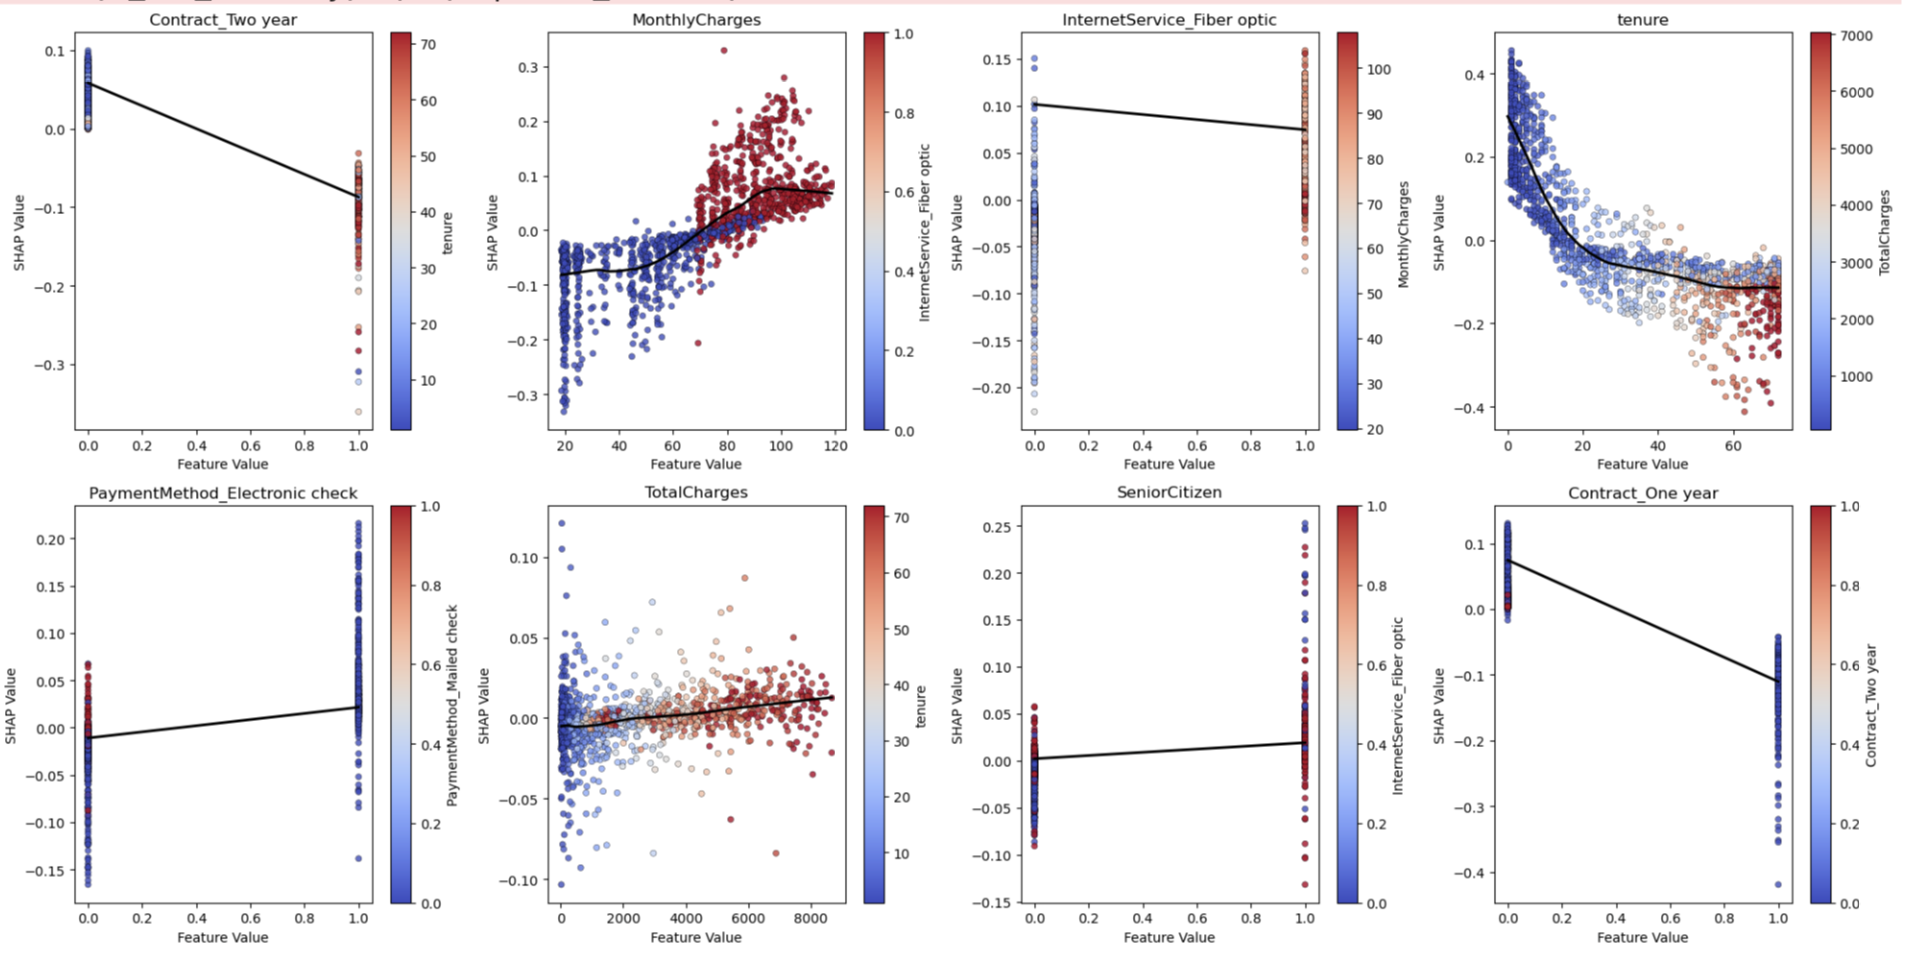 Contract_Two year
0.1
0.0
−0.1
−0.2
−0.3
SHAP Value
0.0 0.2 0.4 0.6 0.8 1.0
Feature Value
70
60
50
40
30
20
10
tenure
MonthlyCharges
0.3
0.2
0.1
0.0
−0.1
−0.2
−0.3
SHAP Value
20 40 60 80 100 120
Feature Value
1.0
0.8
0.6
0.4
0.2
0.0
InternetService_Fiber optic
InternetService_Fiber optic
0.15
0.10
0.05
0.00
−0.05
−0.10
−0.15
−0.20
SHAP Value
0.0 0.2 0.4 0.6 0.8 1.0
Feature Value
100
90
80
70
60
50
40
30
20
MonthlyCharges
tenure
0.4
0.2
0.0
−0.2
−0.4
SHAP Value
0 20 40 60
Feature Value
7000
6000
5000
4000
3000
2000
1000
TotalCharges
PaymentMethod_Electronic check
0.20
0.15
0.10
0.05
0.00
−0.05
−0.10
−0.15
SHAP Value
0.0 0.2 0.4 0.6 0.8 1.0
Feature Value
1.0
0.8
0.6
0.4
0.2
0.0
PaymentMethod_Mailed check
TotalCharges
0.10
0.05
0.00
−0.05
−0.10
SHAP Value
0 2000 4000 6000 8000
Feature Value
70
60
50
40
30
20
10
tenure
SeniorCitizen
0.25
0.20
0.15
0.10
0.05
0.00
−0.05
−0.10
−0.15
SHAP Value
0.0 0.2 0.4 0.6 0.8 1.0
Feature Value
1.0
0.8
0.6
0.4
0.2
0.0
InternetService_Fiber optic
Contract_One year
0.1
0.0
−0.1
−0.2
−0.3
−0.4
SHAP Value
0.0 0.2 0.4 0.6 0.8 1.0
Feature Value
1.0
0.8
0.6
0.4
0.2
0.0
Contract_Two year